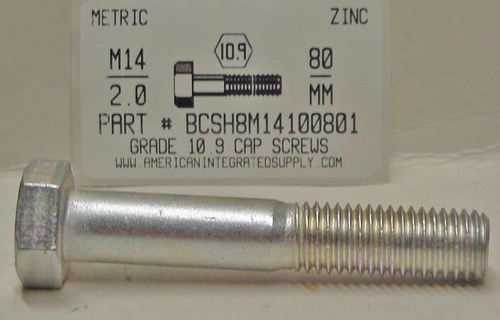 METRIC ZINC
M14 10.9 80
2.0 MM
PART # BCSH8M14100801
GRADE 10.9 CAP SCREWS
WWW.AMERICANINTEGRATEDSUPPLY.COM